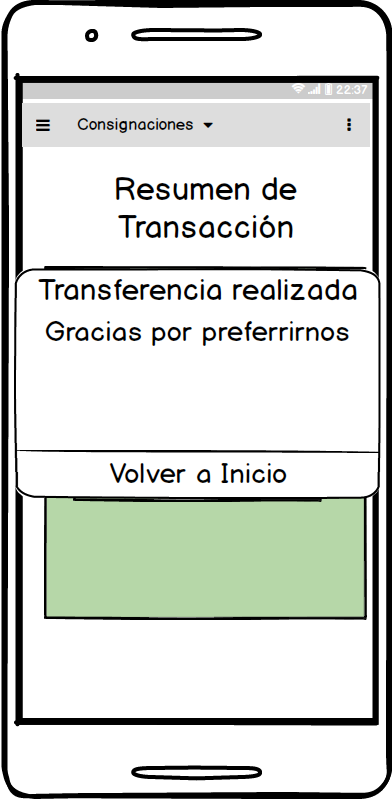 22:37
Consignaciones
Resumen de
Transacción
Transferencia realizada
Gracias por preferrirnos
Volver a Inicio